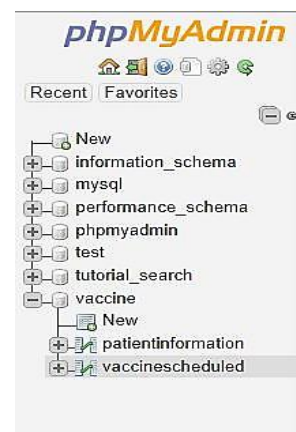 phpMyAdmin
Recent Favorites
New
information_schema
mysql
performance_schema
phpmyadmin
test
tutorial_search
vaccine
New
patientinformation
vaccinescheduled